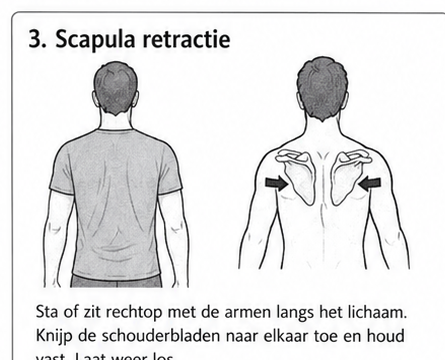 3. Scapula retractie
Sta of zit rechtop met de armen langs het lichaam.
Knijp de schouderbladen naar elkaar toe en houd
vast. Laat weer los.